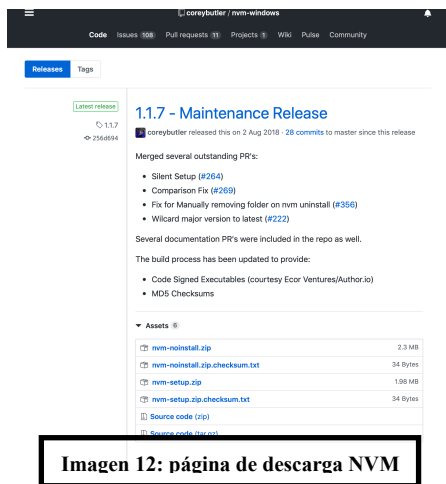 coreybutler / nvm-windows
Code Issues 108 Pull requests 11 Projects 1 Wiki Pulse Community
Releases Tags
Latest release
1.1.7
256d694
1.1.7 - Maintenance Release
coreybutler released this on 2 Aug 2018 · 28 commits to master since this release
Merged several outstanding PR's:
• Silent Setup (#264)
• Comparison Fix (#269)
• Fix for Manually removing folder on nvm uninstall (#356)
• Wilcard major version to latest (#222)
Several documentation PR's were included in the repo as well.
The build process has been updated to provide:
• Code Signed Executables (courtesy Ecor Ventures/Author.io)
• MD5 Checksums
Assets 6
nvm-noinstall.zip 2.3 MB
nvm-noinstall.zip.checksum.txt 34 Bytes
nvm-setup.zip 1.98 MB
nvm-setup.zip.checksum.txt 34 Bytes
Source code (zip)
Source code (tar.gz)
Imagen 12: página de descarga NVM